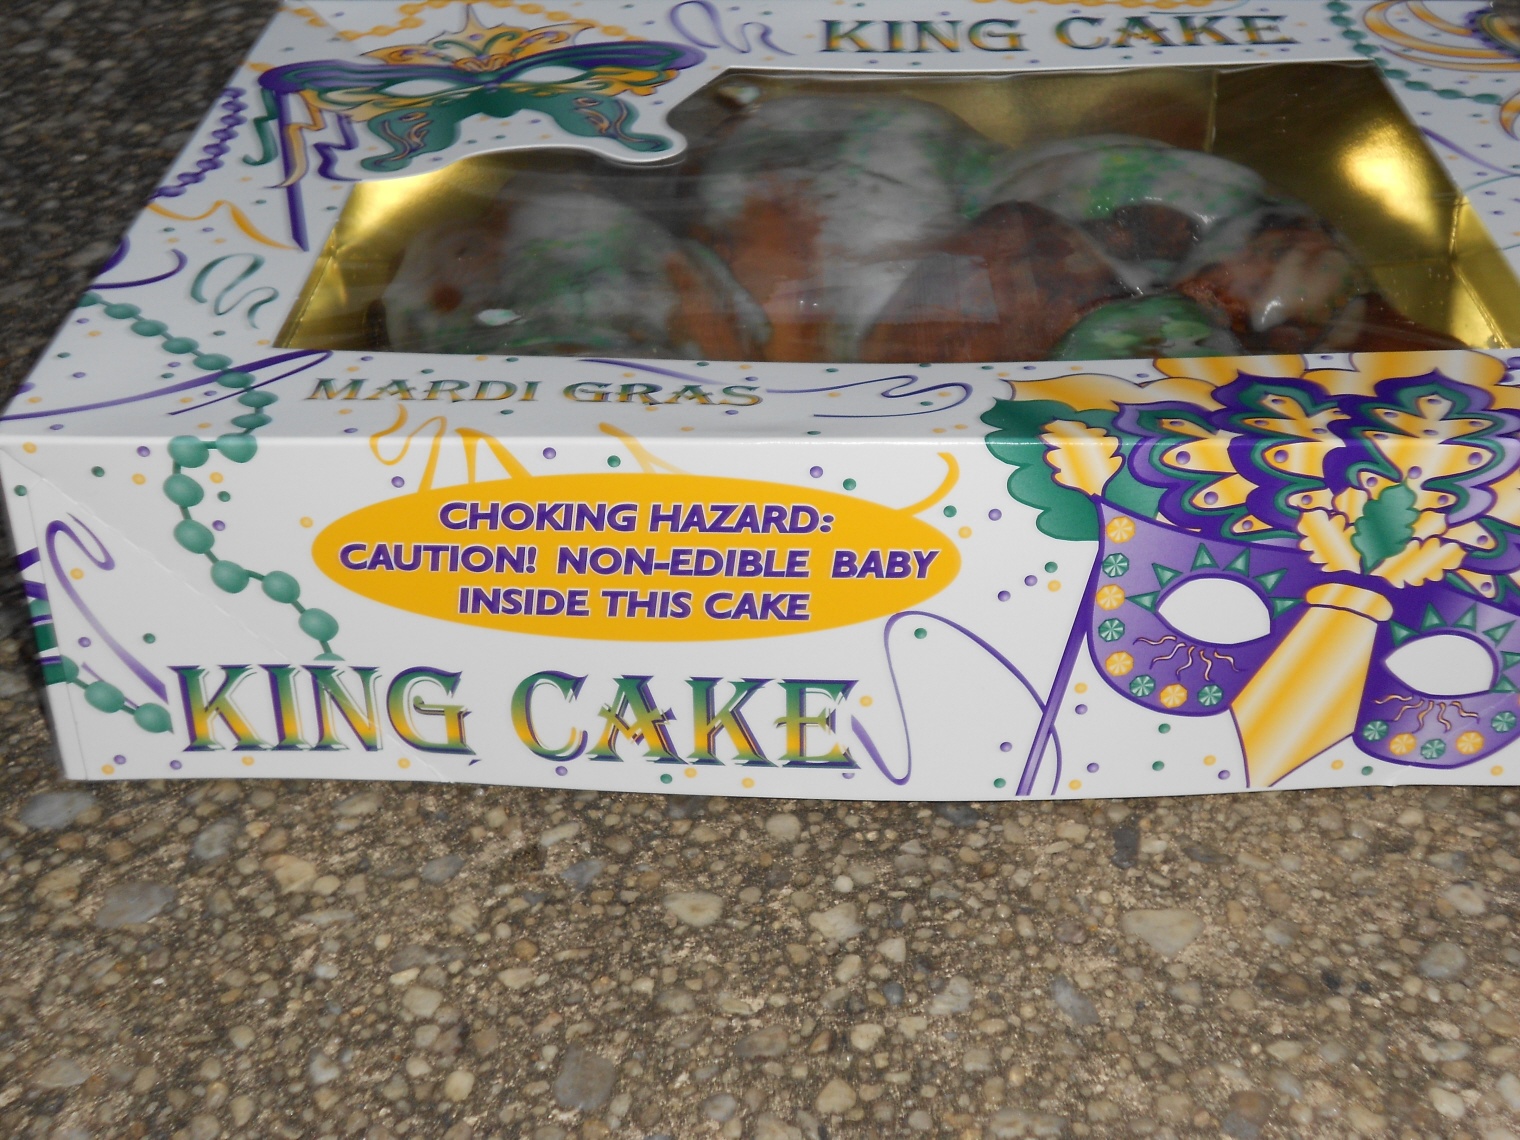 KING CAKE
MARDI GRAS
CHOKING HAZARD:
CAUTION! NON-EDIBLE BABY
INSIDE THIS CAKE
KING CAKE